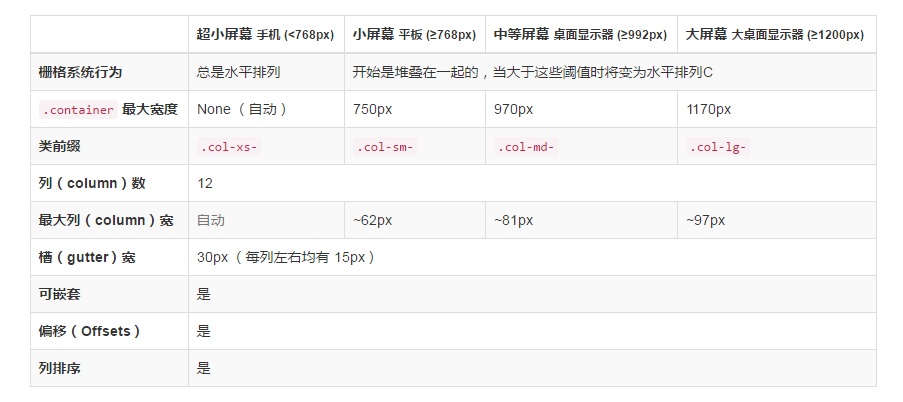 超小屏幕 手机 (<768px) 小屏幕 平板 (≥768px) 中等屏幕 桌面显示器 (≥992px) 大屏幕 大桌面显示器 (≥1200px)
栅格系统行为 总是水平排列 开始是堆叠在一起的，当大于这些阈值时将变为水平排列C
.container 最大宽度 None （自动） 750px 970px 1170px
类前缀 .col-xs- .col-sm- .col-md- .col-lg-
列（column）数 12
最大列（column）宽 自动 ~62px ~81px ~97px
槽（gutter）宽 30px （每列左右均有 15px）
可嵌套 是
偏移（Offsets） 是
列排序 是